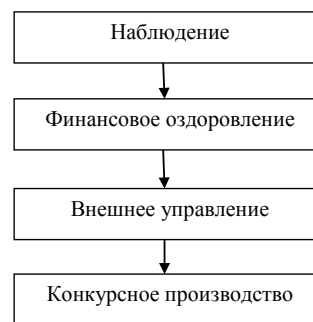 Наблюдение
Финансовое оздоровление
Внешнее управление
Конкурсное производство